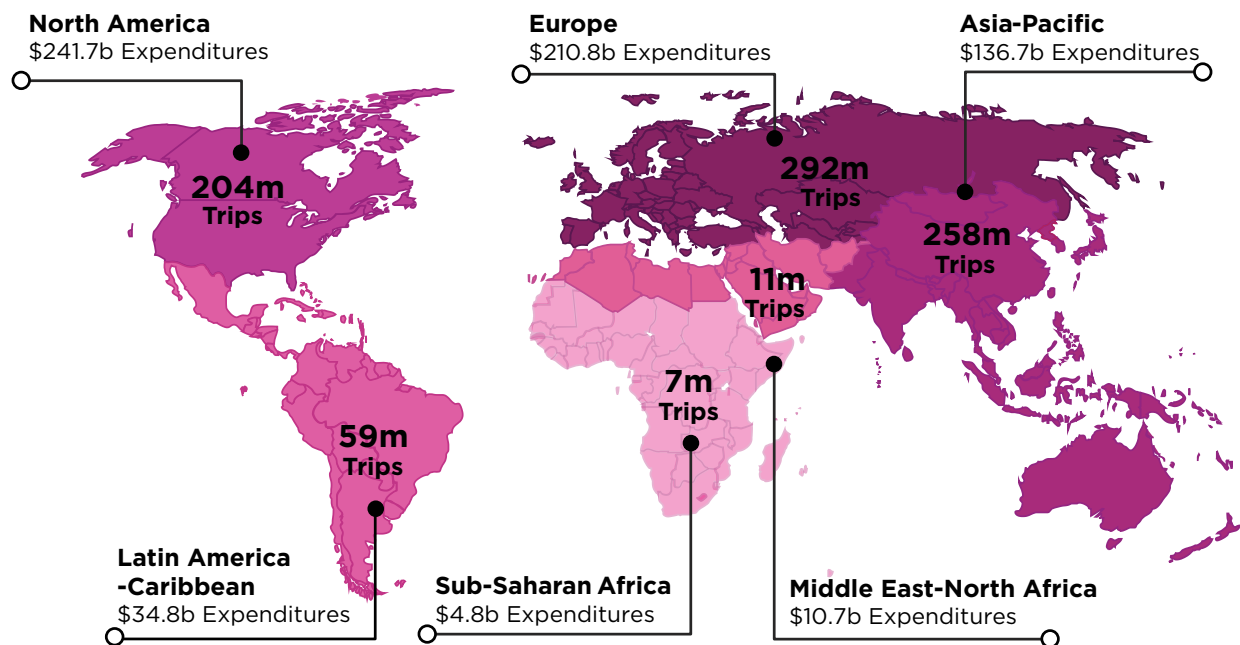 North America
$241.7b Expenditures
Europe
$210.8b Expenditures
Asia-Pacific
$136.7b Expenditures
204m
Trips
292m
Trips
258m
Trips
11m
Trips
7m
Trips
59m
Trips
Latin America
-Caribbean
$34.8b Expenditures
Sub-Saharan Africa
$4.8b Expenditures
Middle East-North Africa
$10.7b Expenditures